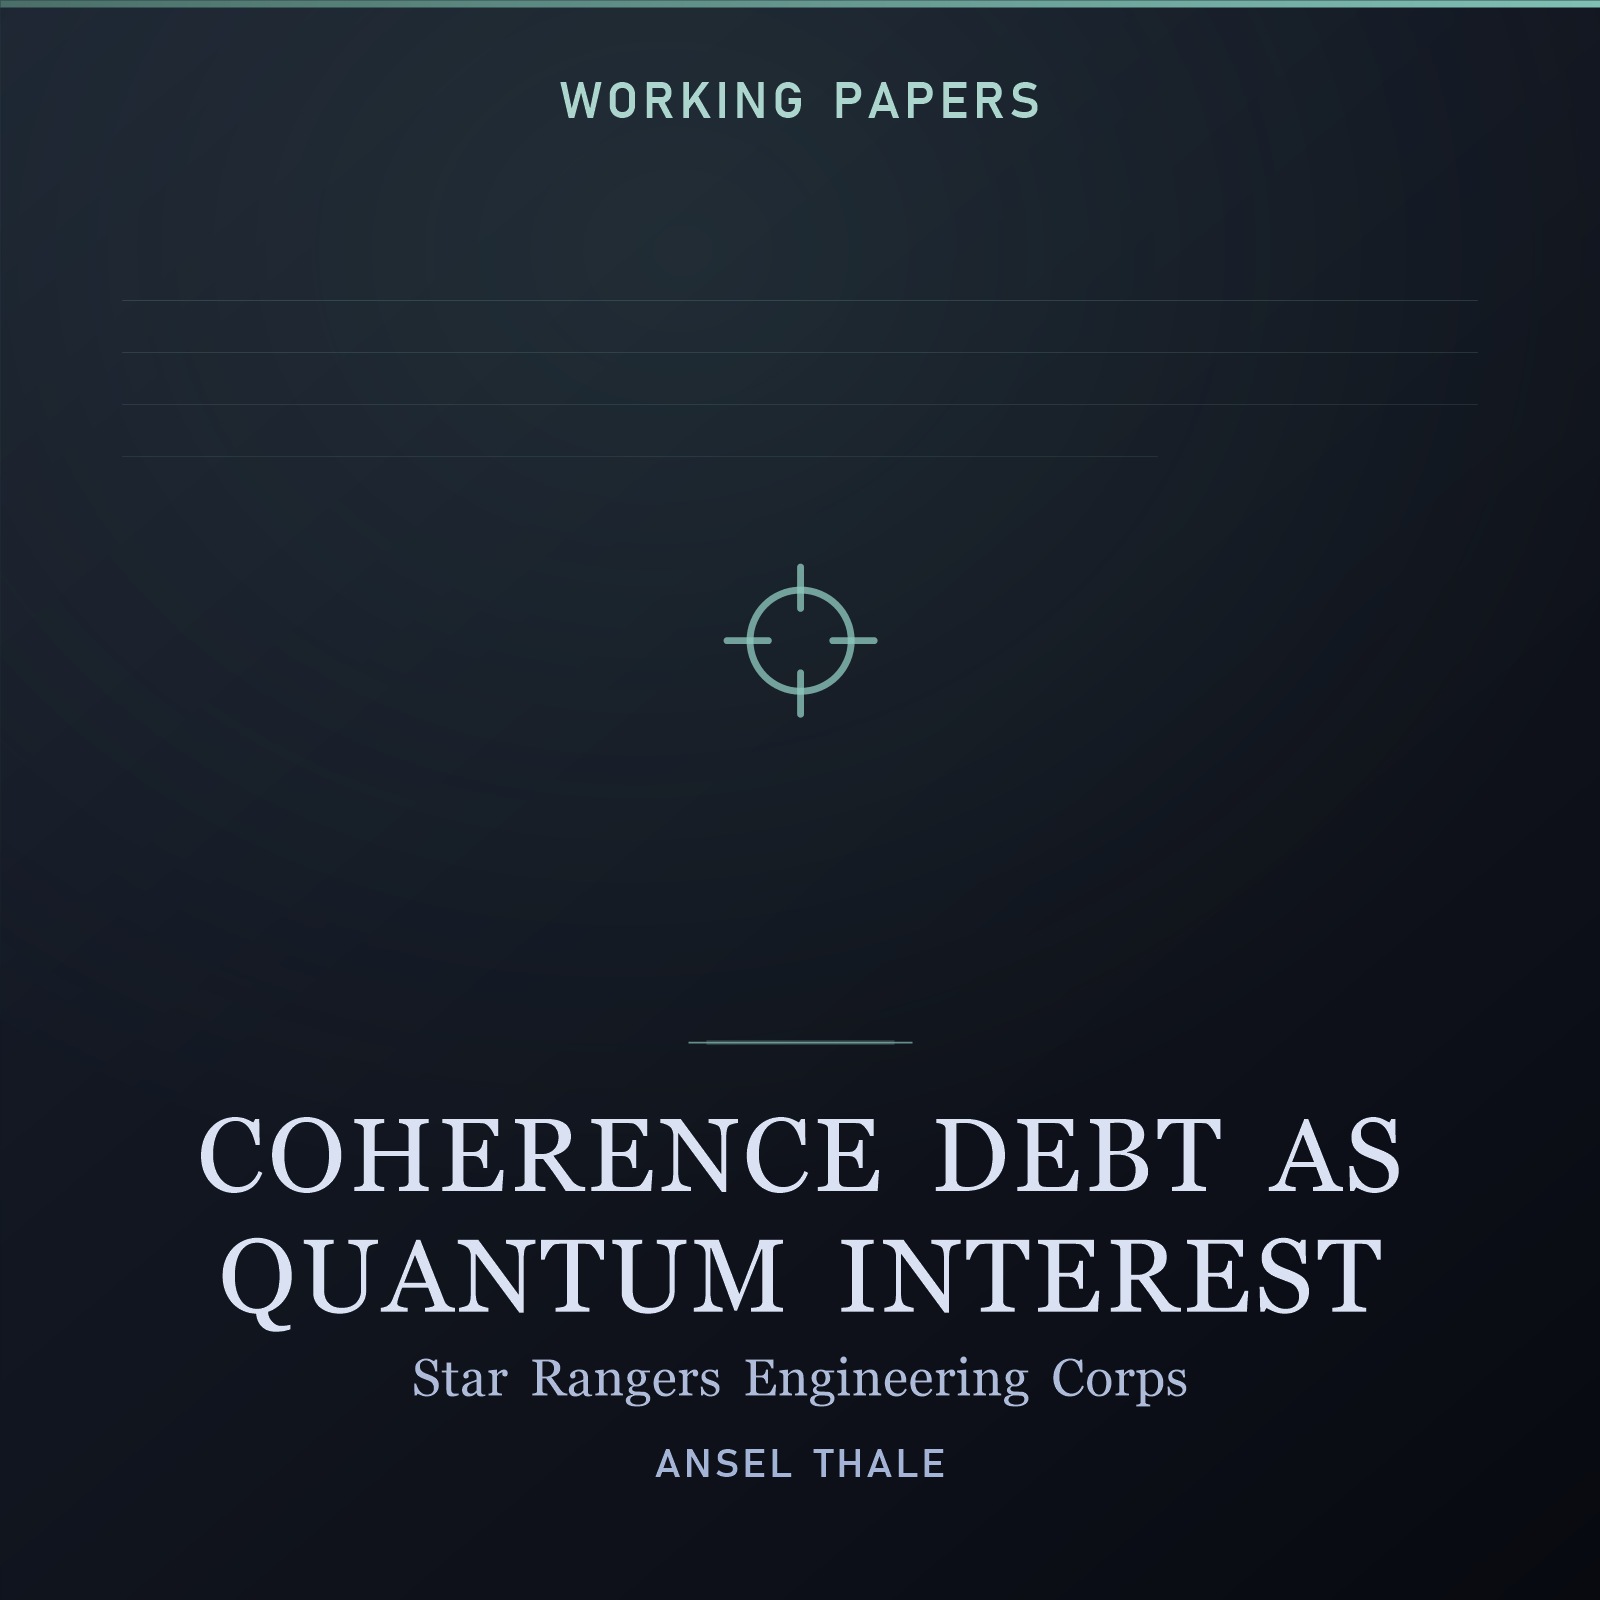 WORKING PAPERS
COHERENCE DEBT AS
QUANTUM INTEREST
Star Rangers Engineering Corps
ANSEL THALE